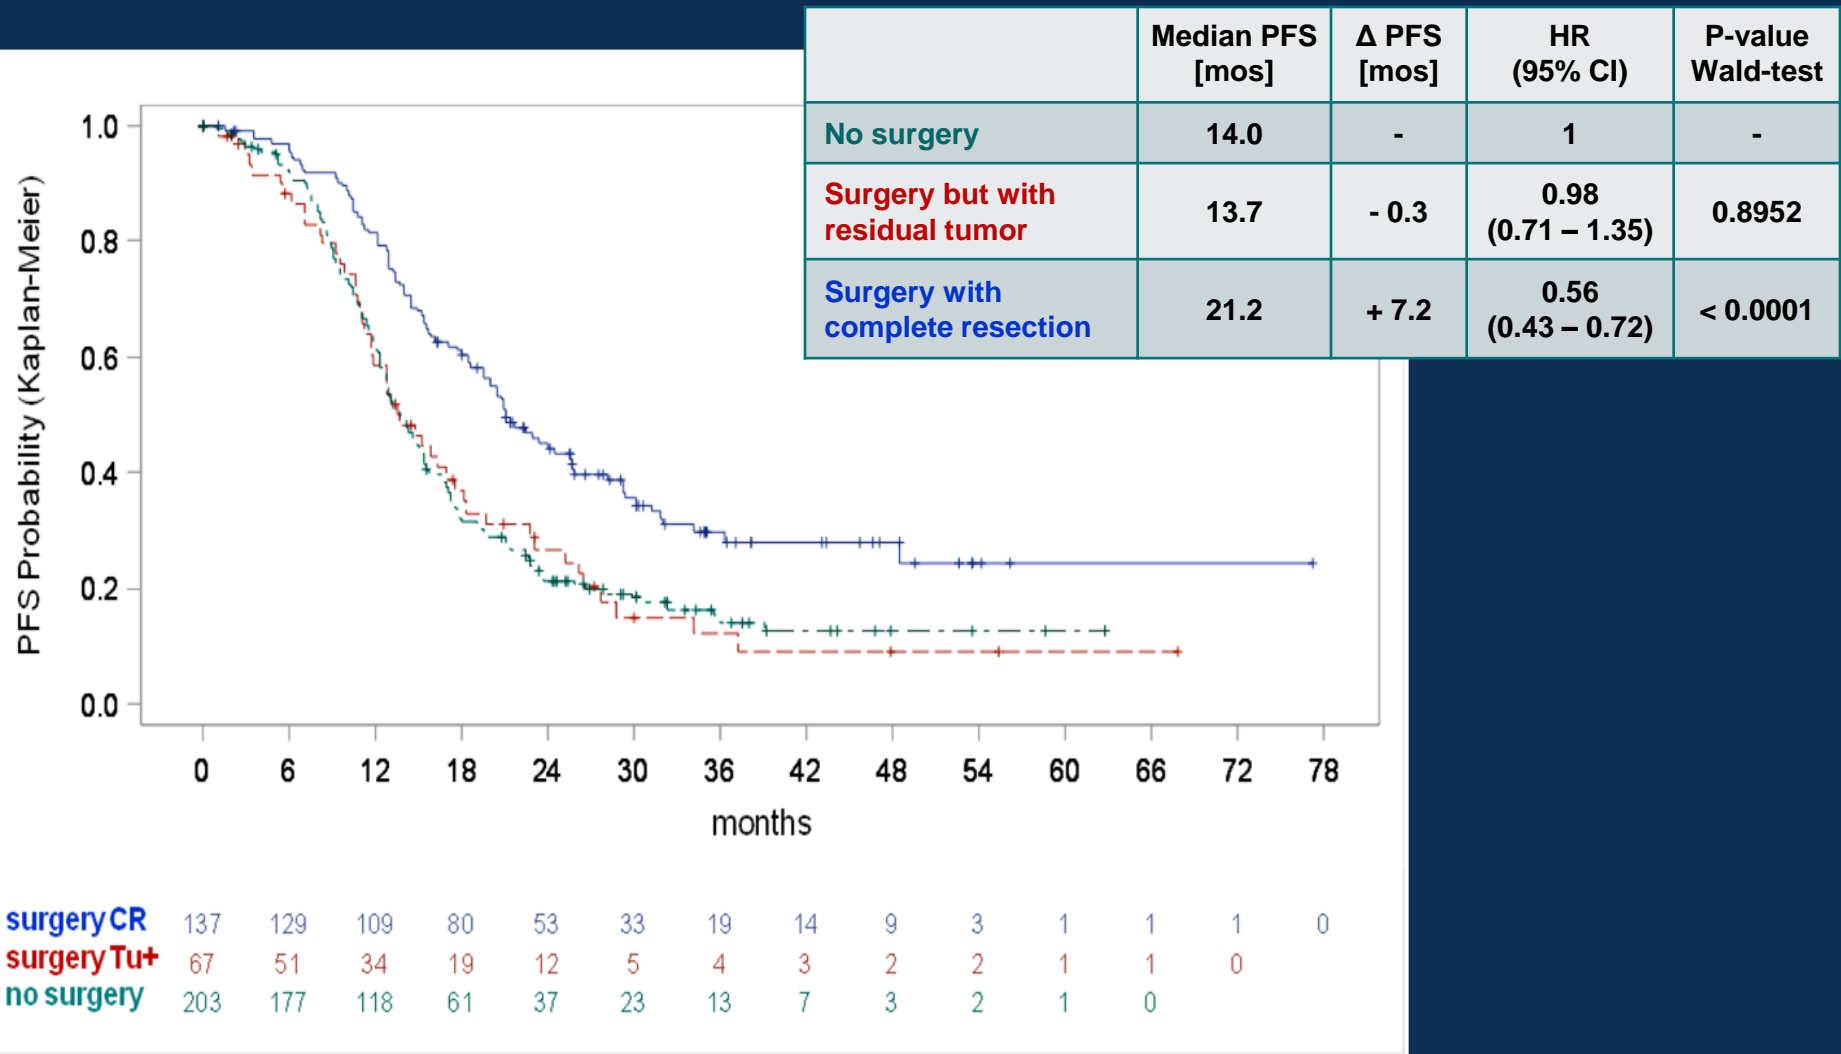 Median PFS [mos] Δ PFS [mos] HR (95% CI) P-value Wald-test
No surgery 14.0 - 1 -
Surgery but with residual tumor 13.7 - 0.3 0.98 (0.71 – 1.35) 0.8952
Surgery with complete resection 21.2 + 7.2 0.56 (0.43 – 0.72) < 0.0001
PFS Probability (Kaplan-Meier)
1.0
0.8
0.6
0.4
0.2
0.0
0 6 12 18 24 30 36 42 48 54 60 66 72 78
months
surgery CR 137 129 109 80 53 33 19 14 9 3 1 1 1 0
surgery Tu+ 67 51 34 19 12 5 4 3 2 2 1 1 0
no surgery 203 177 118 61 37 23 13 7 3 2 1 0